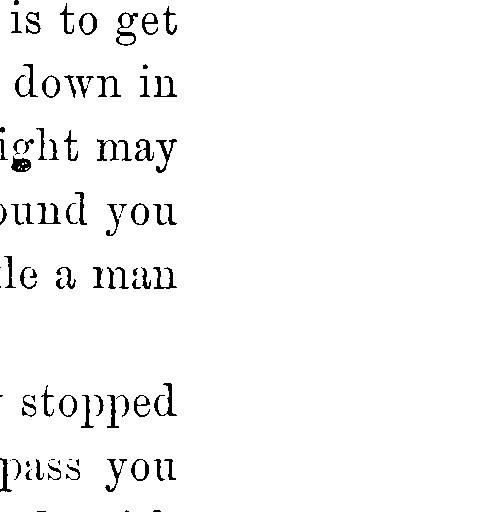 is to get
down in
ight may
ound you
le a man
stopped
pass you